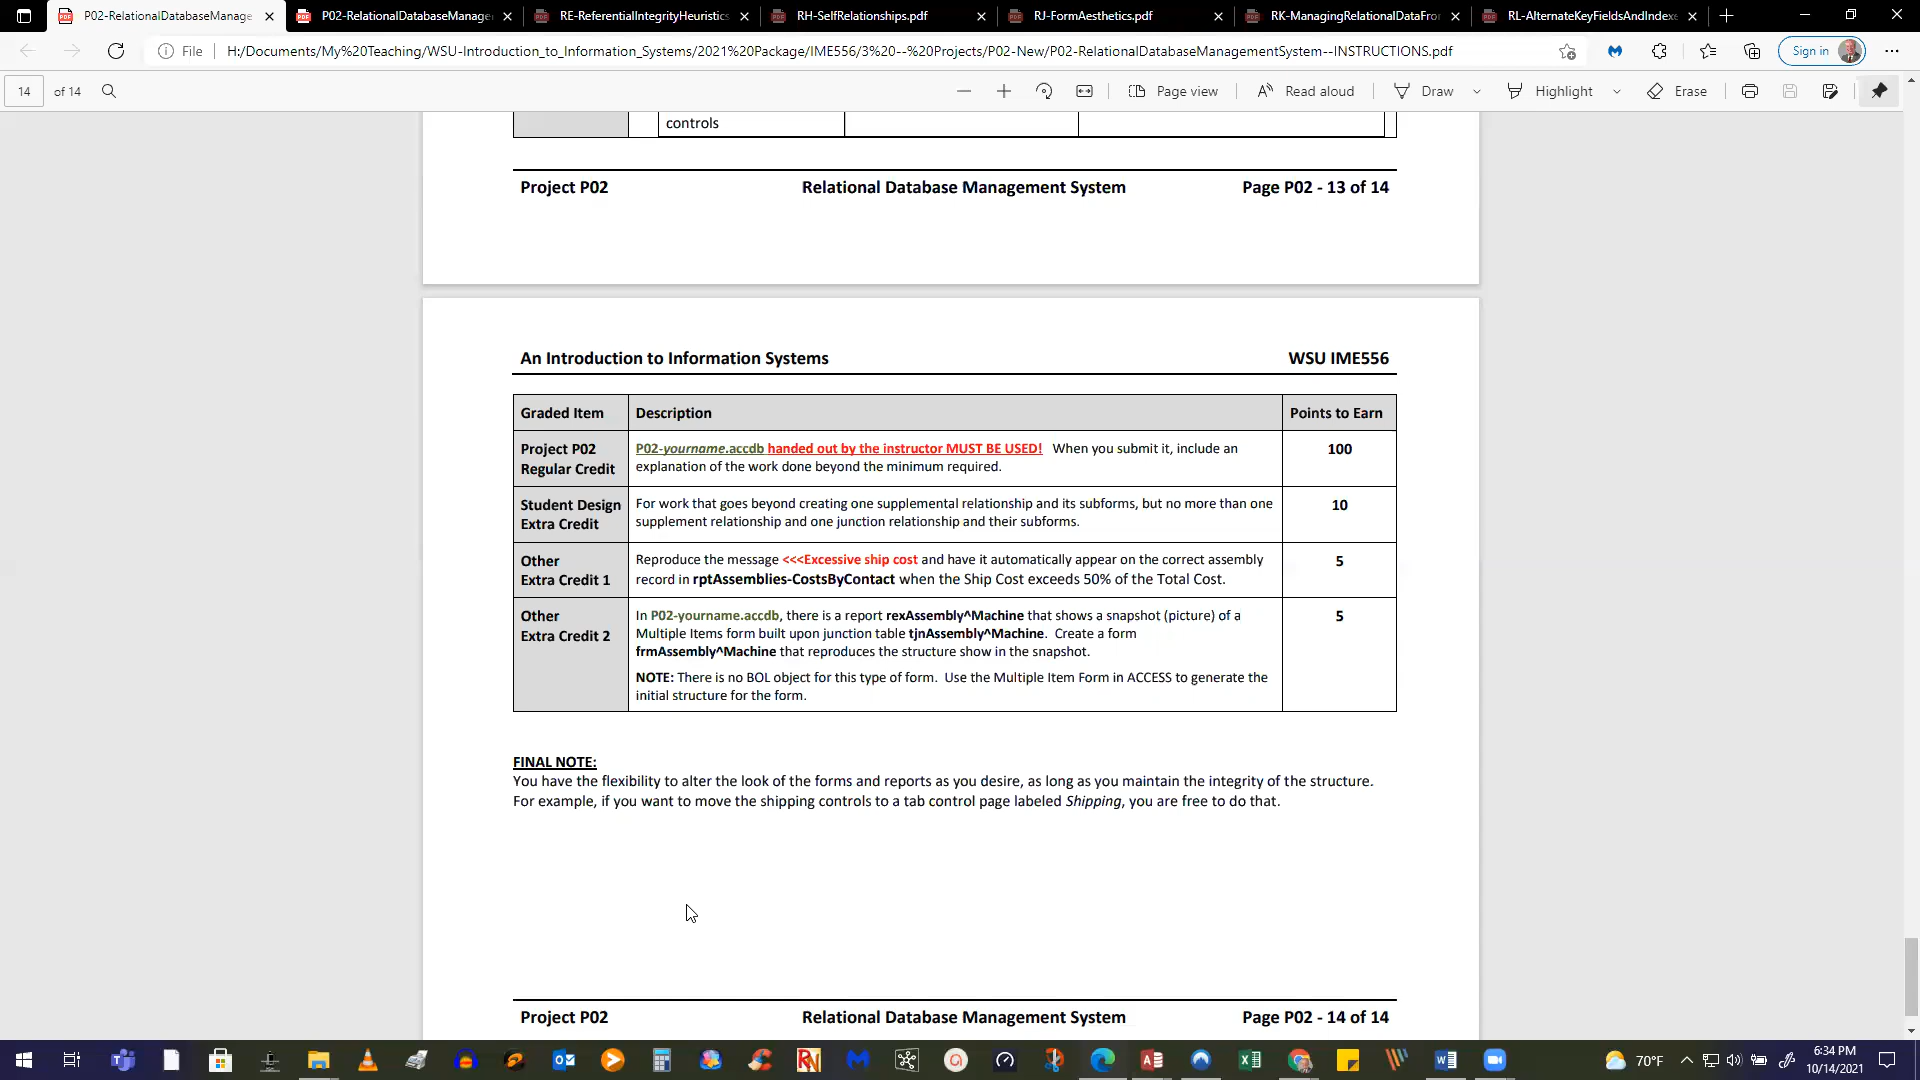 P02-RelationalDatabaseManage
P02-RelationalDatabaseManage
RE-ReferentialIntegrityHeuristics
RH-SelfRelationships.pdf
RJ-FormAesthetics.pdf
RK-ManagingRelationalDataFro
RL-AlternateKeyFieldsAndIndexe
File
H:/Documents/My%20Teaching/WSU-Introduction_to_Information_Systems/2021%20Package/IME556/3%20--%20Projects/P02-New/P02-RelationalDatabaseManagementSystem--INSTRUCTIONS.pdf
Sign in
14 of 14
Page view
Read aloud
Draw
Highlight
Erase
controls
Project P02 Relational Database Management System Page P02 - 13 of 14
An Introduction to Information Systems WSU IME556
Graded Item Description Points to Earn
Project P02
Regular Credit
P02-yourname.accdb handed out by the instructor MUST BE USED! When you submit it, include an
explanation of the work done beyond the minimum required.
100
Student Design
Extra Credit
For work that goes beyond creating one supplemental relationship and its subforms, but no more than one
supplement relationship and one junction relationship and their subforms.
10
Other
Extra Credit 1
Reproduce the message <<<Excessive ship cost and have it automatically appear on the correct assembly
record in rptAssemblies-CostsByContact when the Ship Cost exceeds 50% of the Total Cost.
5
Other
Extra Credit 2
In P02-yourname.accdb, there is a report rexAssembly^Machine that shows a snapshot (picture) of a
Multiple Items form built upon junction table tjnAssembly^Machine. Create a form
frmAssembly^Machine that reproduces the structure show in the snapshot.
NOTE: There is no BOL object for this type of form. Use the Multiple Item Form in ACCESS to generate the
initial structure for the form.
5
FINAL NOTE:
You have the flexibility to alter the look of the forms and reports as you desire, as long as you maintain the integrity of the structure.
For example, if you want to move the shipping controls to a tab control page labeled Shipping, you are free to do that.
Project P02 Relational Database Management System Page P02 - 14 of 14
70°F
6:34 PM
10/14/2021